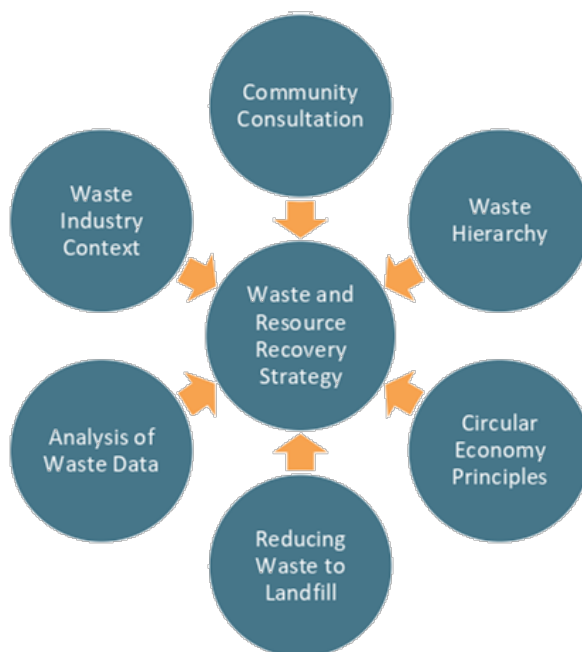 Community
Consultation
Waste
Industry
Context
Waste
Hierarchy
Waste and
Resource
Recovery
Strategy
Analysis of
Waste Data
Circular
Economy
Principles
Reducing
Waste to
Landfill